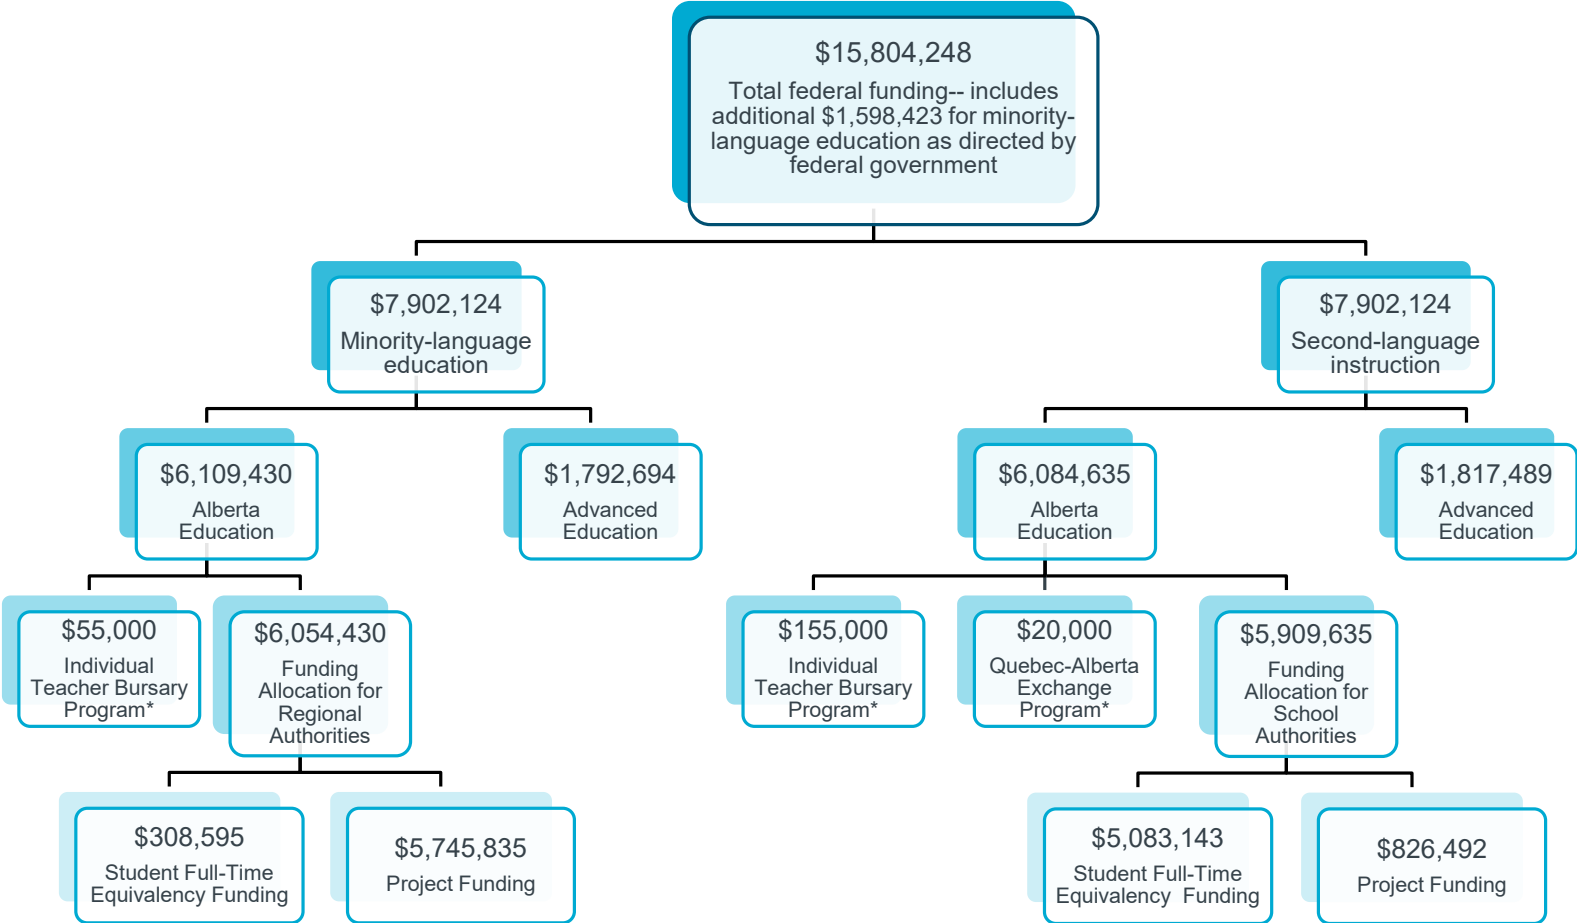 $15,804,248
Total federal funding-- includes
additional $1,598,423 for minority-
language education as directed by
federal government
$7,902,124
Minority-language
education
$7,902,124
Second-language
instruction
$6,109,430
Alberta
Education
$1,792,694
Advanced
Education
$6,084,635
Alberta
Education
$1,817,489
Advanced
Education
$55,000
Individual
Teacher Bursary
Program*
$6,054,430
Funding
Allocation for
Regional
Authorities
$155,000
Individual
Teacher Bursary
Program*
$20,000
Quebec-Alberta
Exchange
Program*
$5,909,635
Funding
Allocation for
School
Authorities
$308,595
Student Full-Time
Equivalency Funding
$5,745,835
Project Funding
$5,083,143
Student Full-Time
Equivalency  Funding
$826,492
Project Funding